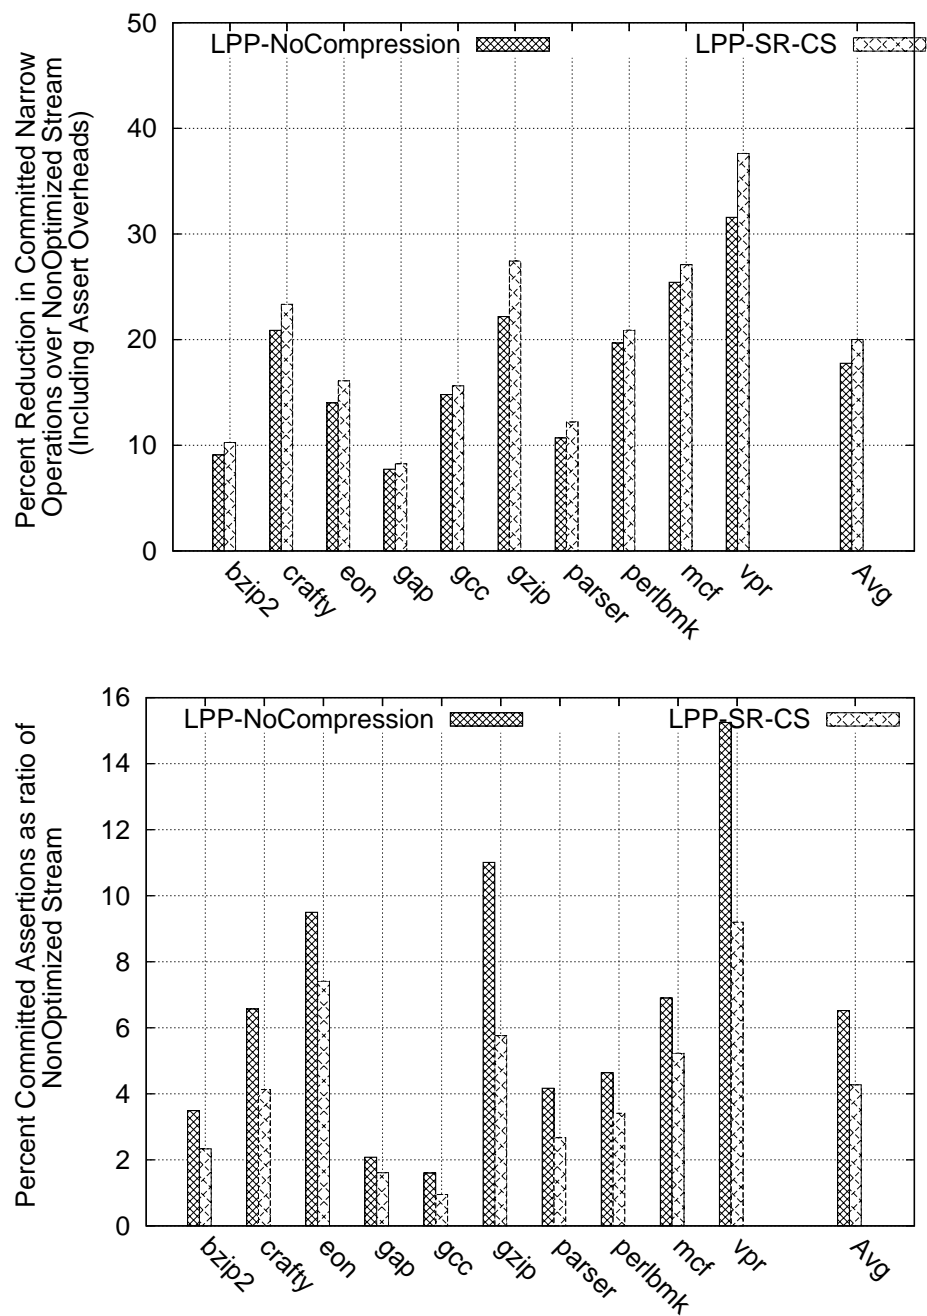 Percent Reduction in Committed Narrow
Operations over NonOptimized Stream
(Including Assert Overheads)
LPP-NoCompression
LPP-SR-CS
50
40
30
20
10
0
bzip2
crafty
eon
gap
gcc
gzip
parser
perlbmk
mcf
vpr
Avg
Percent Committed Assertions as ratio of
NonOptimized Stream
LPP-NoCompression
LPP-SR-CS
16
14
12
10
8
6
4
2
0
bzip2
crafty
eon
gap
gcc
gzip
parser
perlbmk
mcf
vpr
Avg